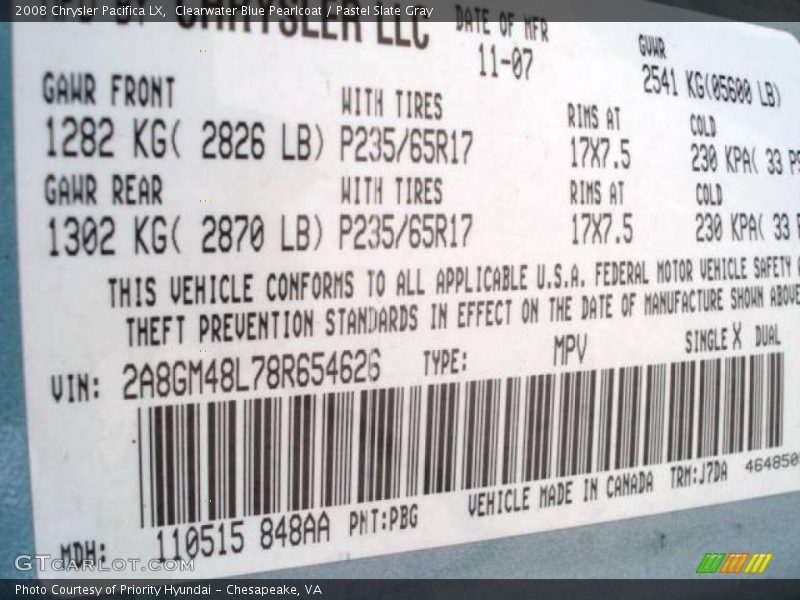 2008 Chrysler Pacifica LX,  Clearwater Blue Pearlcoat / Pastel Slate Gray
BY CHRYSLER LLC DATE OF MFR GVWR
11-07 2541 KG(05600 LB)
GAWR FRONT WITH TIRES RIMS AT COLD
1282 KG( 2826 LB) P235/65R17 17X7.5 230 KPA( 33 PS
GAWR REAR WITH TIRES RIMS AT COLD
1302 KG( 2870 LB) P235/65R17 17X7.5 230 KPA( 33 P
THIS VEHICLE CONFORMS TO ALL APPLICABLE U.S.A. FEDERAL MOTOR VEHICLE SAFETY
THEFT PREVENTION STANDARDS IN EFFECT ON THE DATE OF MANUFACTURE SHOWN ABOVE
VIN: 2A8GM48L78R654626 TYPE: MPV SINGLE X DUAL
MDH: 110515 848AA PNT:PBG VEHICLE MADE IN CANADA TRM:J7DA 464850
GTCARLOT.COM
Photo Courtesy of Priority Hyundai – Chesapeake, VA